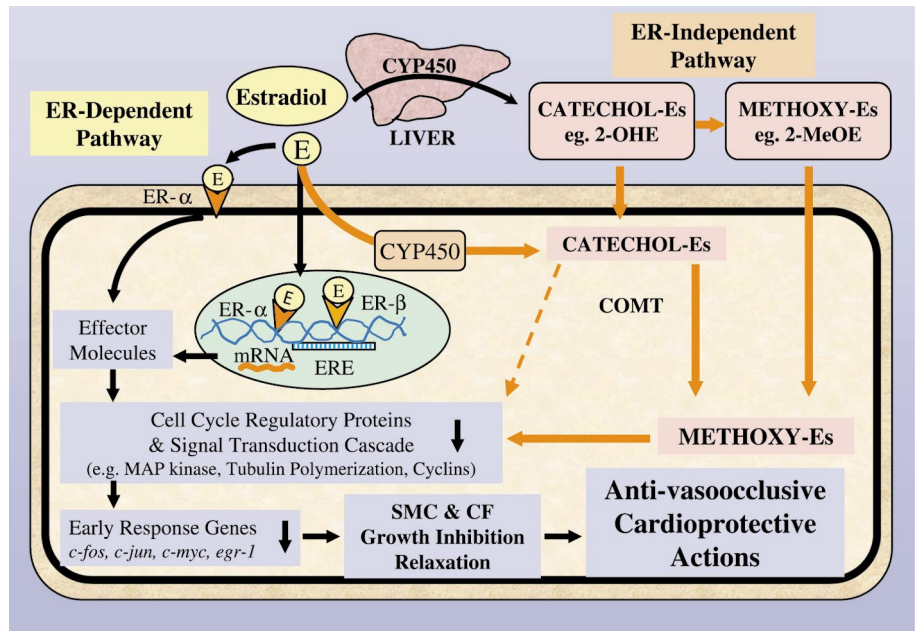 ER-Independent
Pathway
CYP450
Estradiol
LIVER
CATECHOL-Es
eg. 2-OHE
METHOXY-Es
eg. 2-MeOE
ER-Dependent
Pathway
E
E
ER-α
CYP450
CATECHOL-Es
COMT
ER-α
E
E
ER-β
mRNA
ERE
Effector
Molecules
Cell Cycle Regulatory Proteins
& Signal Transduction Cascade
(e.g. MAP kinase, Tubulin Polymerization, Cyclins)
METHOXY-Es
Early Response Genes
c-fos, c-jun, c-myc, egr-1
SMC & CF
Growth Inhibition
Relaxation
Anti-vasoocclusive
Cardioprotective
Actions